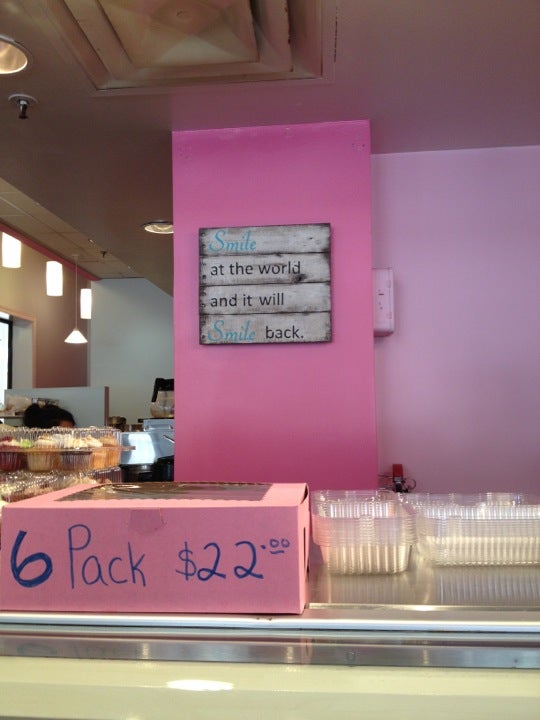 Smile
at the world
and it will
Smile back.
6 Pack $22.00